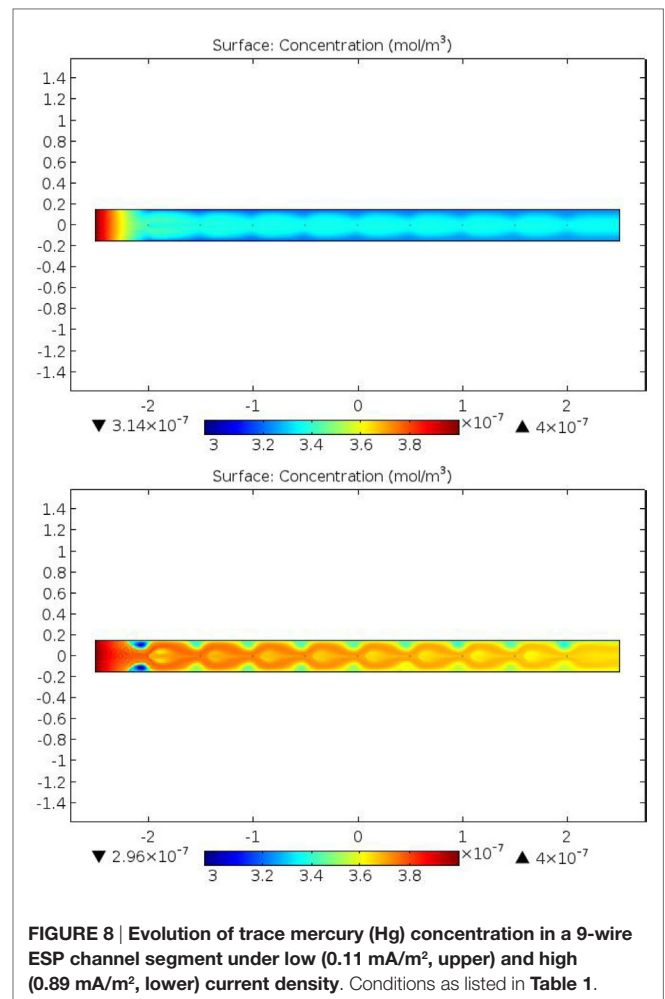 Surface: Concentration (mol/m³)
1.4
1.2
1
0.8
0.6
0.4
0.2
0
-0.2
-0.4
-0.6
-0.8
-1
-1.2
-1.4
-2 -1 0 1 2
▼ 3.14×10⁻⁷ ×10⁻⁷ ▲ 4×10⁻⁷
3 3.2 3.4 3.6 3.8
Surface: Concentration (mol/m³)
1.4
1.2
1
0.8
0.6
0.4
0.2
0
-0.2
-0.4
-0.6
-0.8
-1
-1.2
-1.4
-2 -1 0 1 2
▼ 2.96×10⁻⁷ ×10⁻⁷ ▲ 4×10⁻⁷
3 3.2 3.4 3.6 3.8
FIGURE 8 | Evolution of trace mercury (Hg) concentration in a 9-wire
ESP channel segment under low (0.11 mA/m², upper) and high
(0.89 mA/m², lower) current density. Conditions as listed in Table 1.